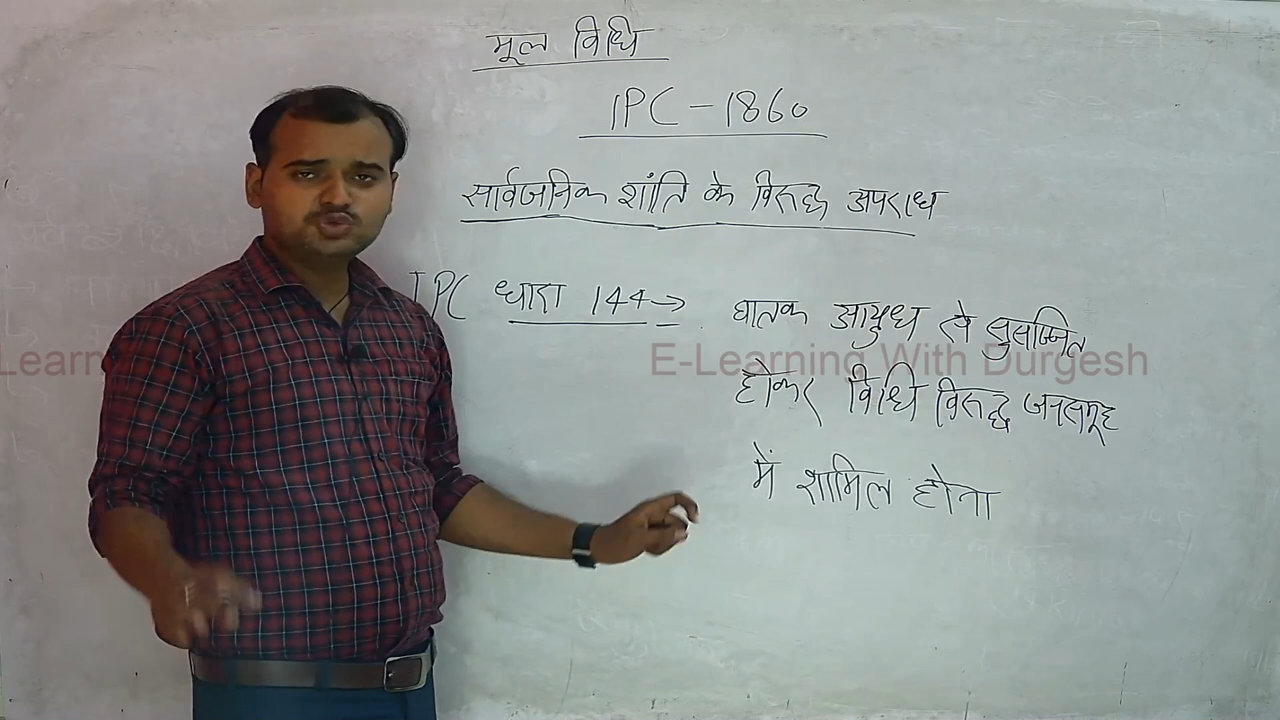 मूल विधि
IPC - 1860
सार्वजनिक शांति के विरुद्ध अपराध
IPC धारा 144 → घातक आयुध से सुसज्जित
E-Learning With Durgesh
होकर विधि विरुद्ध जनसमूह
में शामिल होना